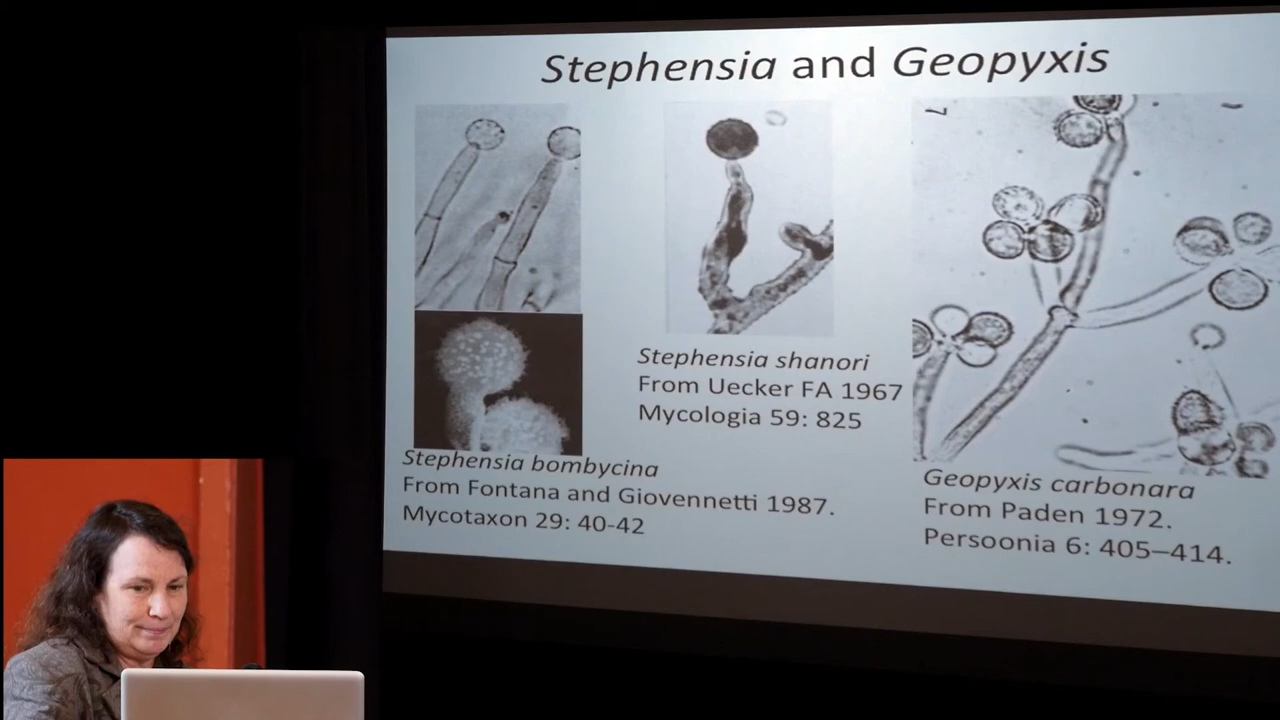 Stephensia and Geopyxis
7
Stephensia shanori
From Uecker FA 1967
Mycologia 59: 825
Stephensia bombycina
From Fontana and Giovennetti 1987.
Mycotaxon 29: 40-42
Geopyxis carbonara
From Paden 1972.
Persoonia 6: 405–414.